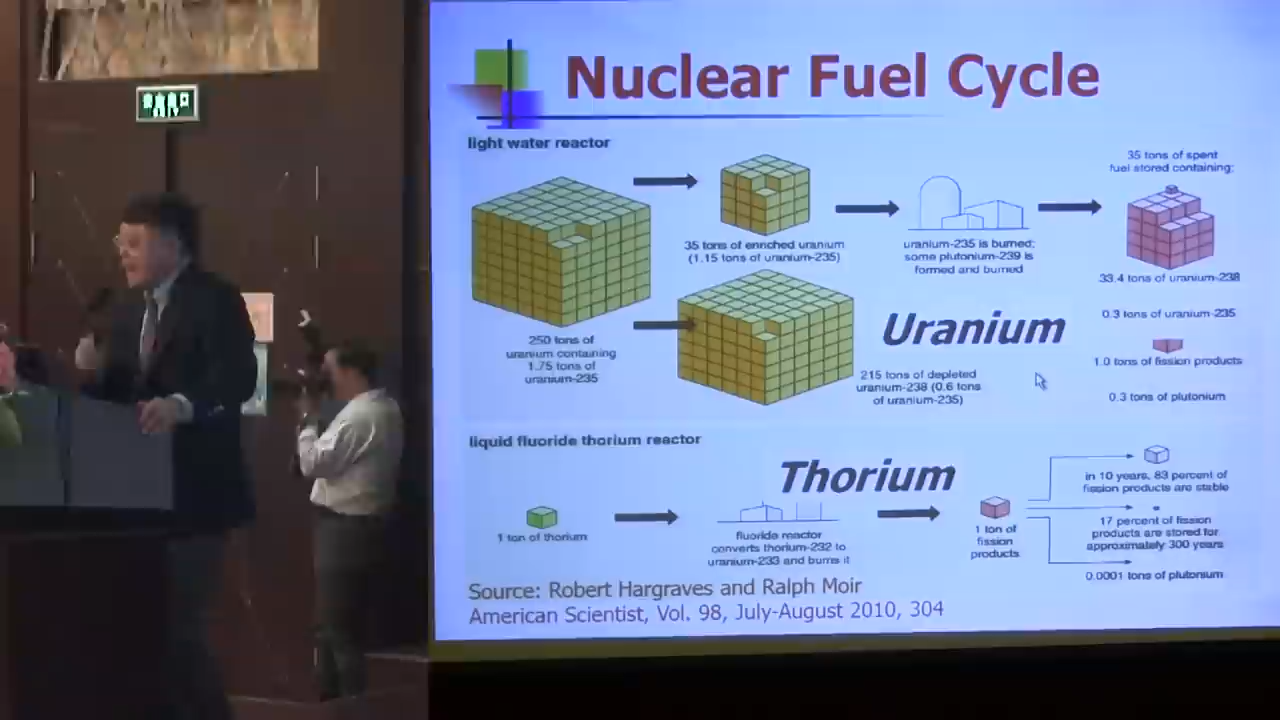 Nuclear Fuel Cycle
light water reactor
35 tons of enriched uranium
(1.15 tons of uranium-235)
uranium-235 is burned;
some plutonium-239 is
formed and burned
35 tons of spent
fuel stored containing:
33.4 tons of uranium-238
0.3 tons of uranium-235
1.0 tons of fission products
0.3 tons of plutonium
250 tons of
uranium containing
1.75 tons of
uranium-235
Uranium
215 tons of depleted
uranium-238 (0.6 tons
of uranium-235)
liquid fluoride thorium reactor
Thorium
1 ton of thorium
fluoride reactor
converts thorium-232 to
uranium-233 and burns it
1 ton of
fission
products
in 10 years, 83 percent of
fission products are stable
17 percent of fission
products are stored for
approximately 300 years
0.0001 tons of plutonium
Source: Robert Hargraves and Ralph Moir
American Scientist, Vol. 98, July-August 2010, 304